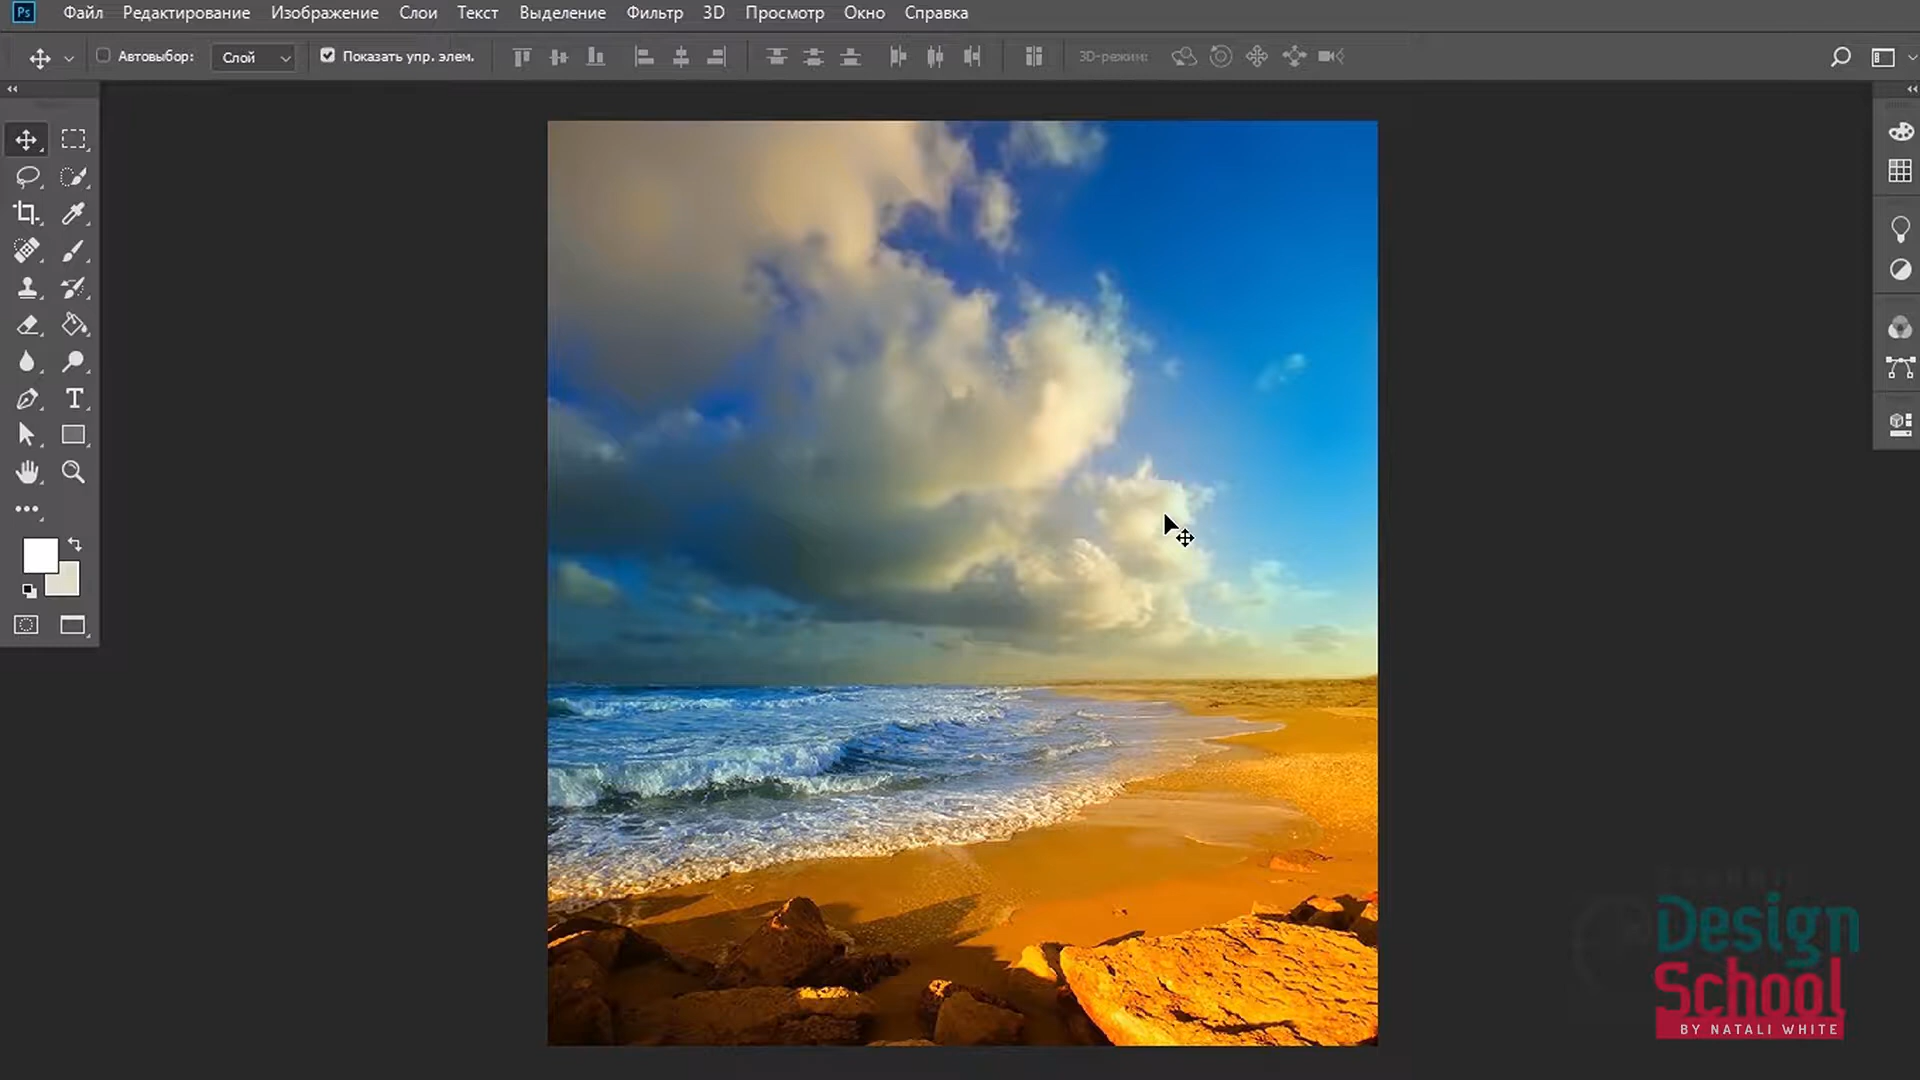 Ps Файл Редактирование Изображение Слои Текст Выделение Фильтр 3D Просмотр Окно Справка
Автовыбор: Слой Показать упр. элем. 3D-режим:
T
Design
School
BY NATALI WHITE